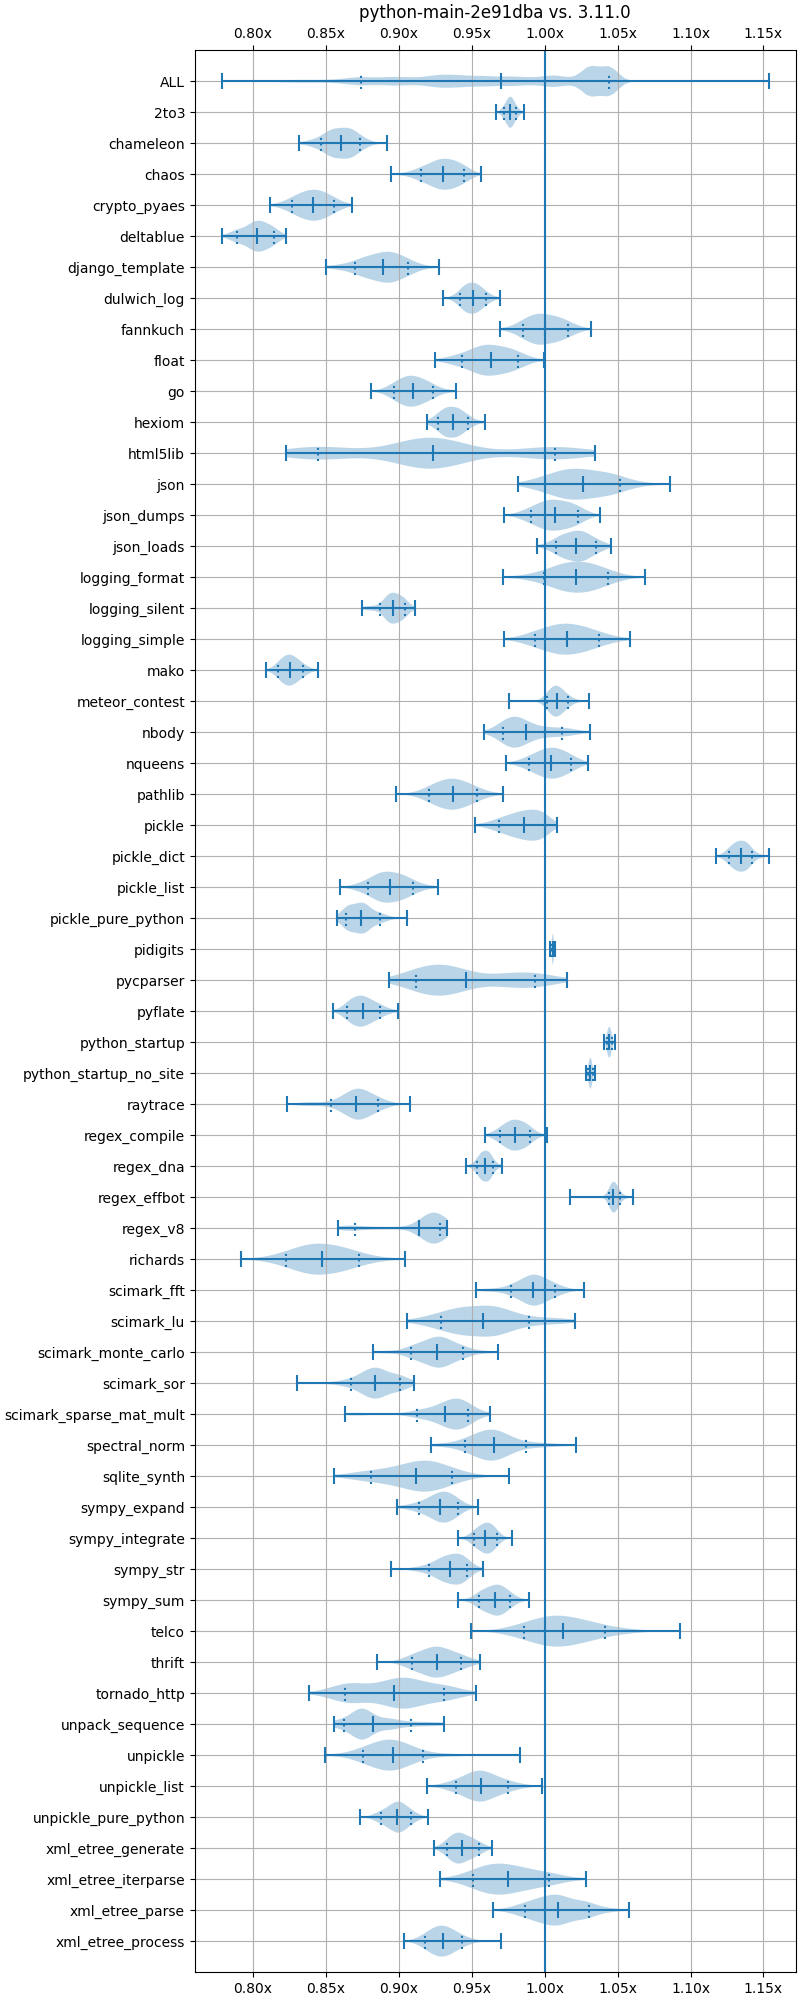 python-main-2e91dba vs. 3.11.0
0.80x 0.85x 0.90x 0.95x 1.00x 1.05x 1.10x 1.15x
ALL
2to3
chameleon
chaos
crypto_pyaes
deltablue
django_template
dulwich_log
fannkuch
float
go
hexiom
html5lib
json
json_dumps
json_loads
logging_format
logging_silent
logging_simple
mako
meteor_contest
nbody
nqueens
pathlib
pickle
pickle_dict
pickle_list
pickle_pure_python
pidigits
pycparser
pyflate
python_startup
python_startup_no_site
raytrace
regex_compile
regex_dna
regex_effbot
regex_v8
richards
scimark_fft
scimark_lu
scimark_monte_carlo
scimark_sor
scimark_sparse_mat_mult
spectral_norm
sqlite_synth
sympy_expand
sympy_integrate
sympy_str
sympy_sum
telco
thrift
tornado_http
unpack_sequence
unpickle
unpickle_list
unpickle_pure_python
xml_etree_generate
xml_etree_iterparse
xml_etree_parse
xml_etree_process
0.80x 0.85x 0.90x 0.95x 1.00x 1.05x 1.10x 1.15x